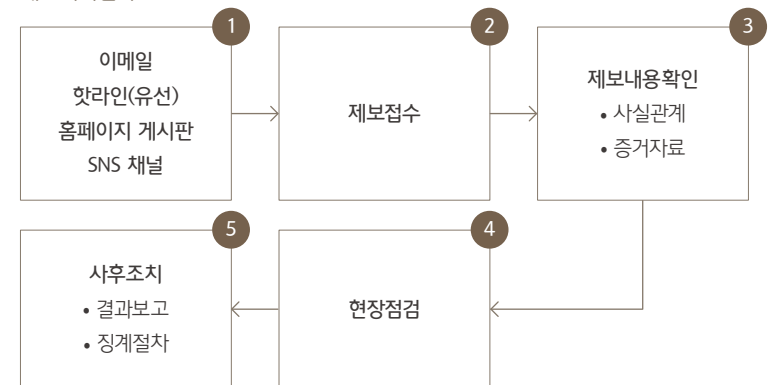 1
이메일
핫라인(유선)
홈페이지 게시판
SNS 채널
2
제보접수
3
제보내용확인
• 사실관계
• 증거자료
4
현장점검
5
사후조치
• 결과보고
• 징계절차